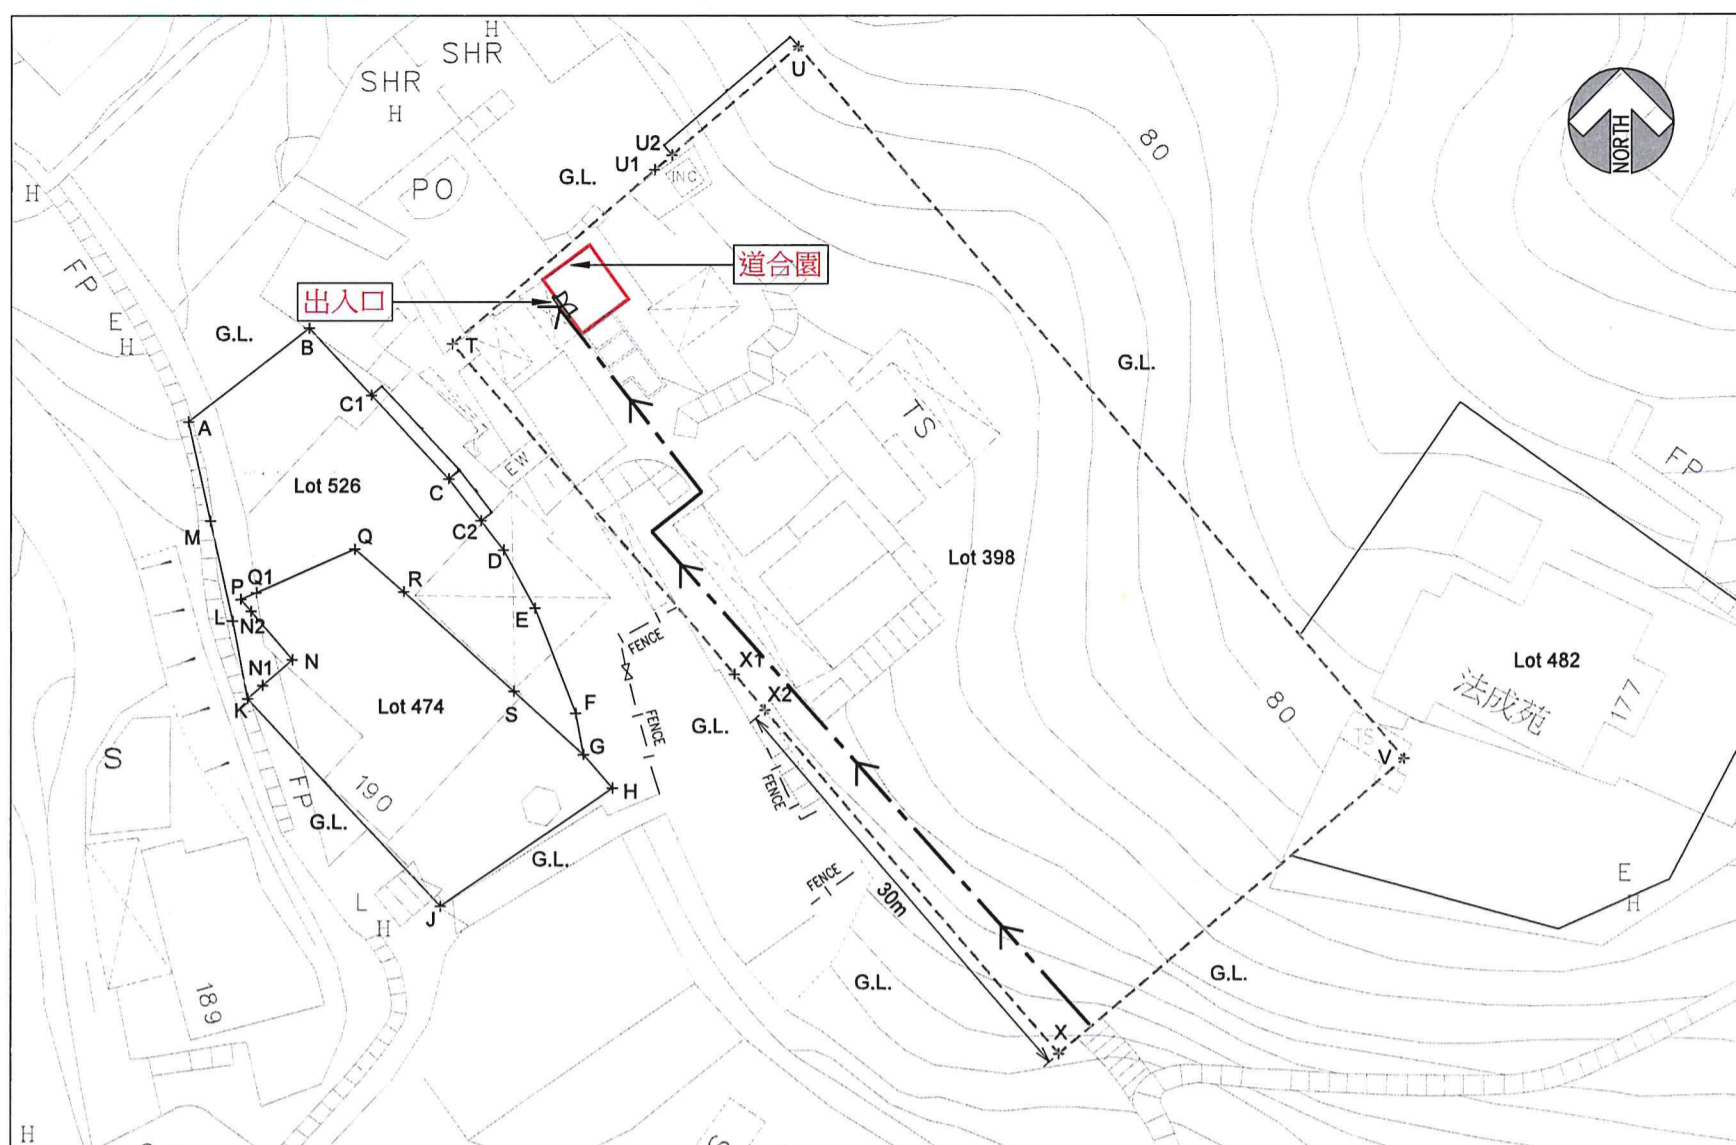 H
SHR
SHR
H
U
80
NORTH
U2
U1
INC
G.L.
H
PO
FP
道合園
出入口
E
H
G.L.
B
T
G.L.
C1
A
TS
EW
FP
C
Lot 526
C2
M
D
Q
Lot 398
R
Q1
P
E
L
N2
FENCE
N
X1
Lot 482
N1
X2
法成苑
177
K
Lot 474
S
F
80
FENCE
G.L.
S
G
TS
V
H
FP
190
FENCE
G.L.
G.L.
FENCE
30m
E
H
L
J
H
G.L.
G.L.
189
X
H
S